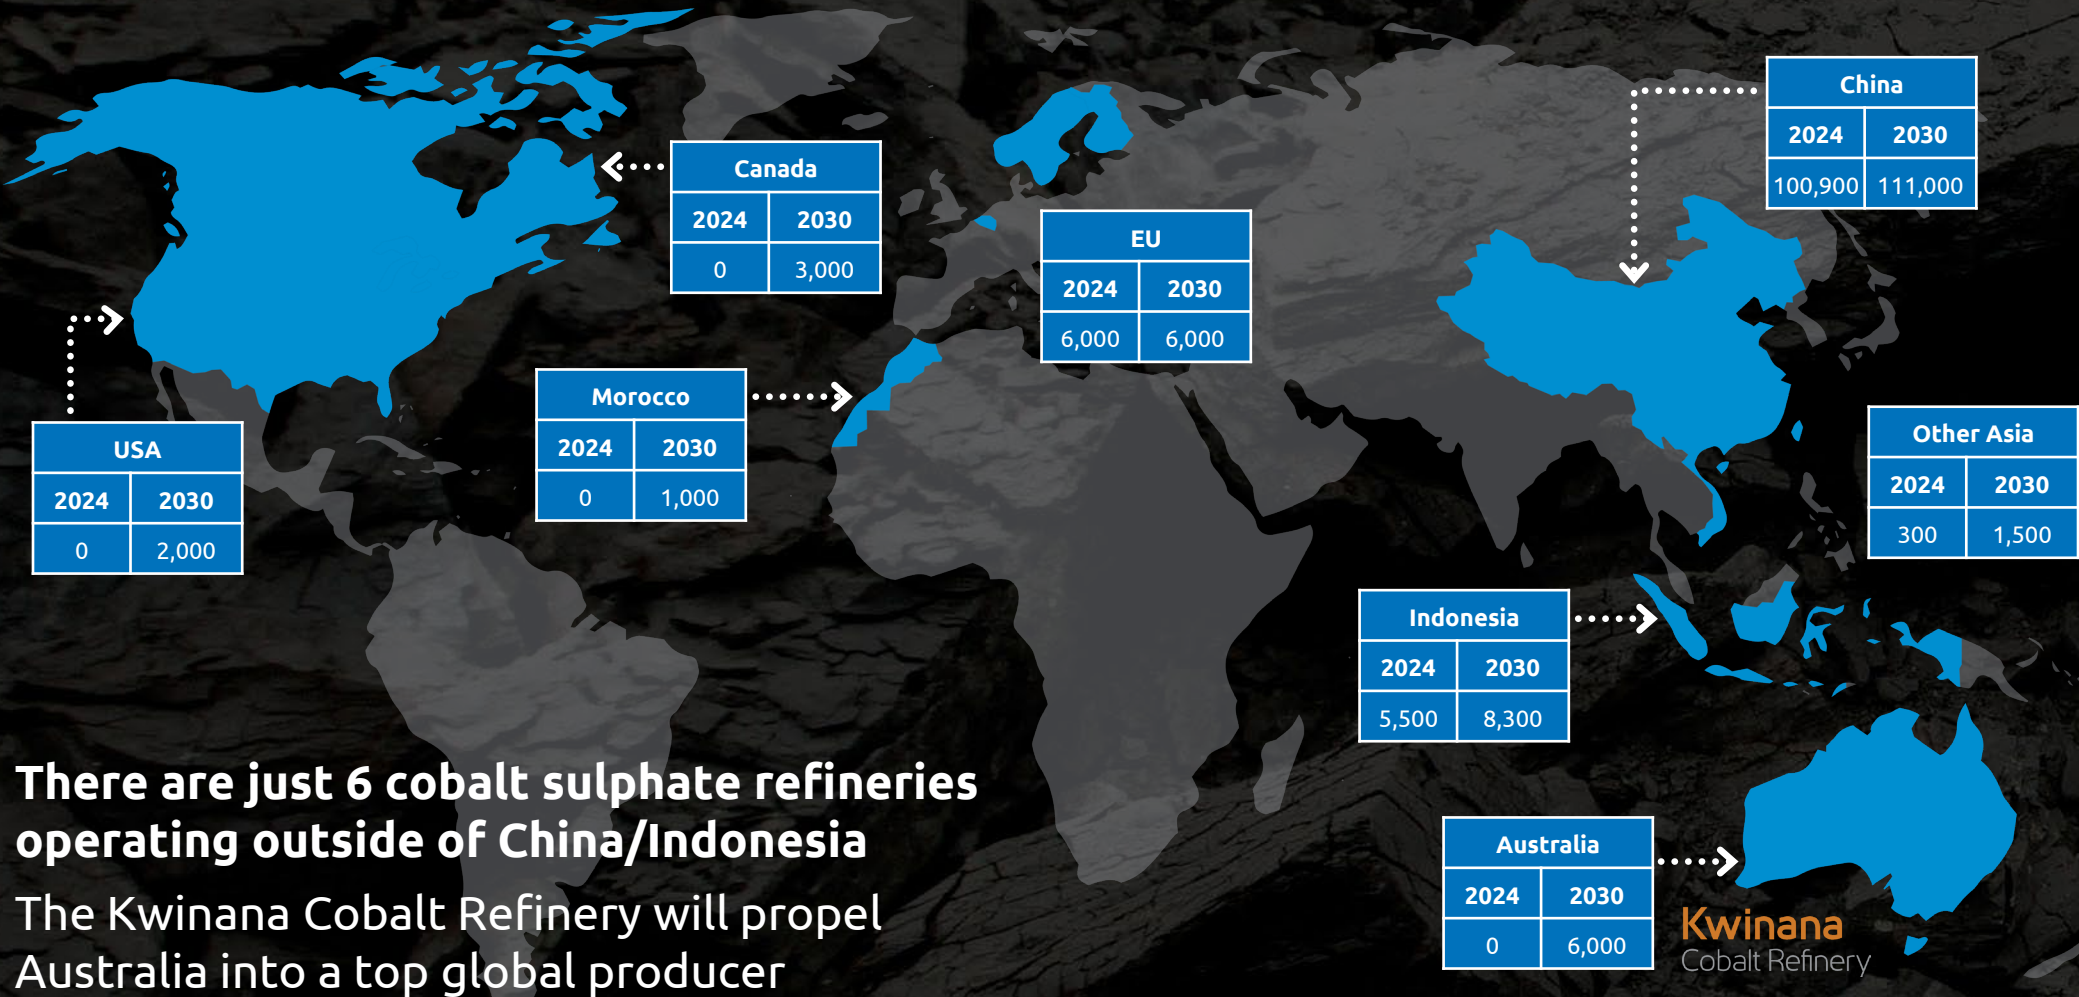 China
2024 2030
100,900 111,000
Canada
2024 2030
0 3,000
EU
2024 2030
6,000 6,000
Morocco
2024 2030
0 1,000
USA
2024 2030
0 2,000
Other Asia
2024 2030
300 1,500
Indonesia
2024 2030
5,500 8,300
Australia
2024 2030
0 6,000
Kwinana
Cobalt Refinery
There are just 6 cobalt sulphate refineries
operating outside of China/Indonesia
The Kwinana Cobalt Refinery will propel
Australia into a top global producer